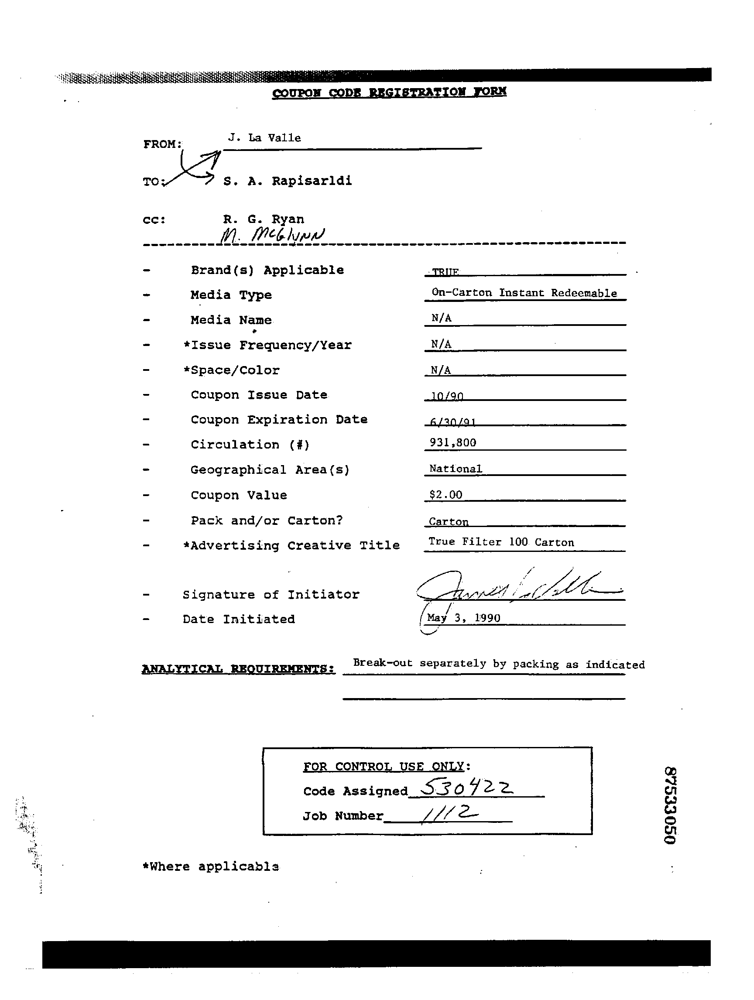 COUPON CODE REGISTRATION FORM
FROM: J. La Valle
TO: S. A. Rapisarldi
cc: R. G. Ryan
M. McGlynn
- Brand(s) Applicable TRUE
- Media Type On-Carton Instant Redeemable
- Media Name N/A
- *Issue Frequency/Year N/A
- *Space/Color N/A
- Coupon Issue Date 10/90
- Coupon Expiration Date 6/30/91
- Circulation (#) 931,800
- Geographical Area(s) National
- Coupon Value $2.00
- Pack and/or Carton? Carton
- *Advertising Creative Title True Filter 100 Carton
- Signature of Initiator
- Date Initiated May 3, 1990
ANALYTICAL REQUIREMENTS: Break-out separately by packing as indicated
FOR CONTROL USE ONLY:
Code Assigned 530422
Job Number 1112
87533050
*Where applicable